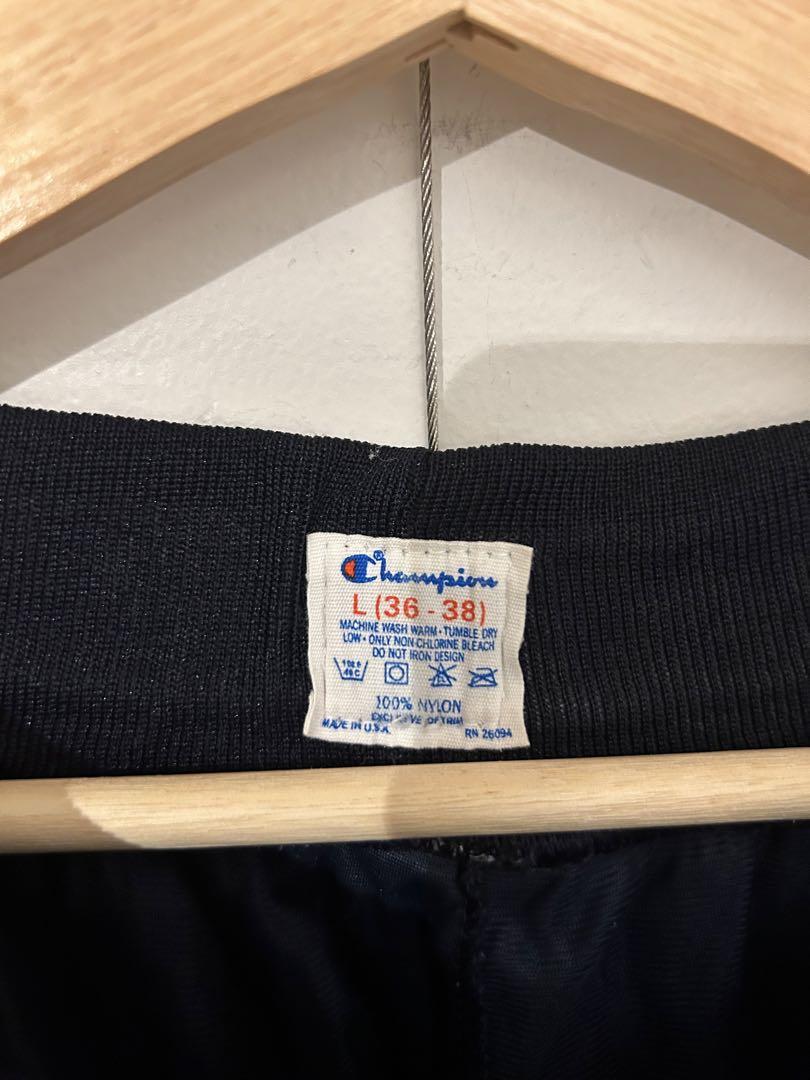 Champion®
L (36 - 38)
MACHINE WASH WARM • TUMBLE DRY
LOW • ONLY NON-CHLORINE BLEACH
DO NOT IRON DESIGN
100% NYLON
EXCLUSIVE OF TRIM
MADE IN U.S.A. RN 26094